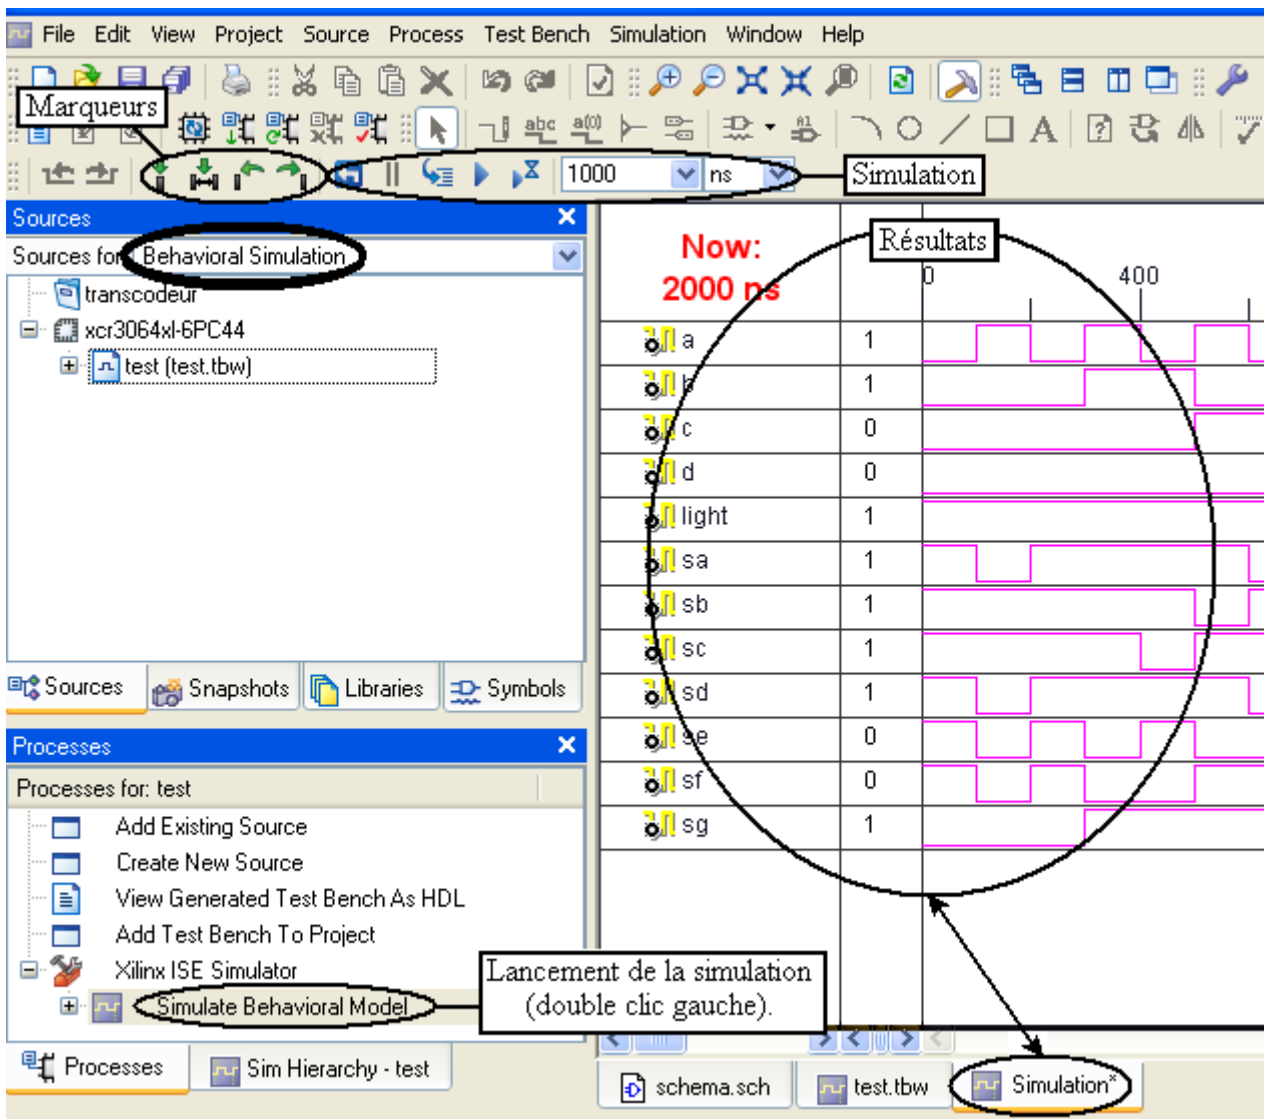 File Edit View Project Source Process Test Bench Simulation Window Help
Marqueurs
1000 ns
Simulation
Sources
Sources for: Behavioral Simulation
transcodeur
xcr3064xl-6PC44
test (test.tbw)
Sources Snapshots Libraries Symbols
Processes
Processes for: test
Add Existing Source
Create New Source
View Generated Test Bench As HDL
Add Test Bench To Project
Xilinx ISE Simulator
Simulate Behavioral Model
Processes Sim Hierarchy - test
Lancement de la simulation
(double clic gauche).
Résultats
Now:
2000 ns
0 400
a 1
b 1
c 0
d 0
light 1
sa 1
sb 1
sc 1
sd 1
se 0
sf 0
sg 1
schema.sch test.tbw Simulation*